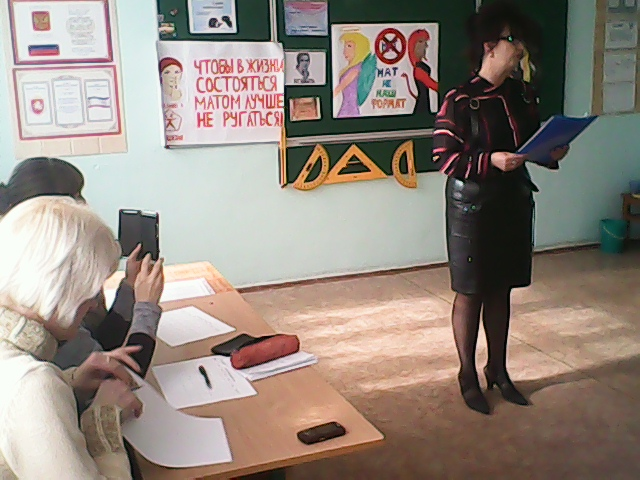 ЧТОБЫ В ЖИЗНИ
СОСТОЯТЬСЯ
МАТОМ ЛУЧШЕ
НЕ РУГАТЬСЯ!
МАТ
НЕ
НАШ
ФОРМАТ